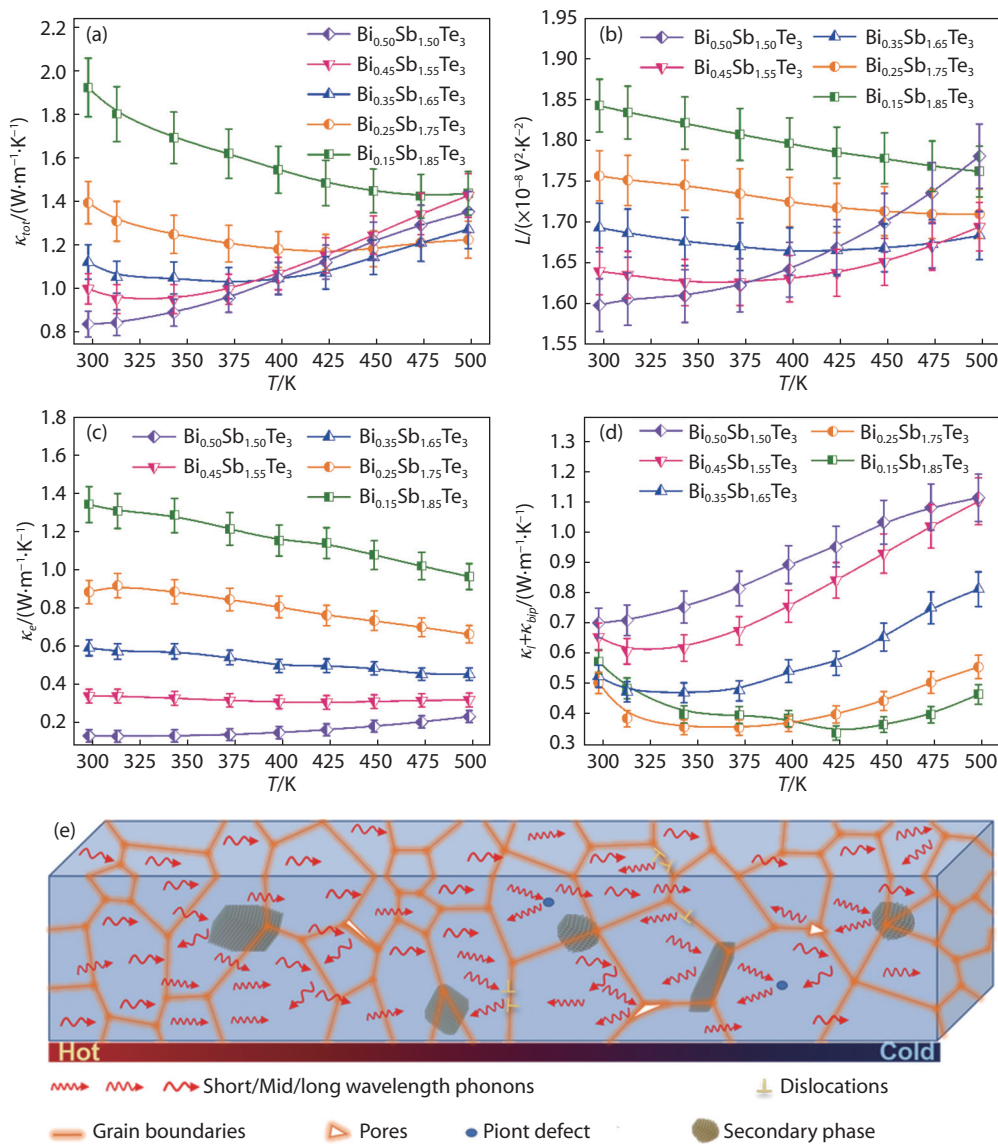 (a)
Bi0.50Sb1.50Te3
Bi0.45Sb1.55Te3
Bi0.35Sb1.65Te3
Bi0.25Sb1.75Te3
Bi0.15Sb1.85Te3
κtot/(W·m−1·K−1)
2.2
2.0
1.8
1.6
1.4
1.2
1.0
0.8
300 325 350 375 400 425 450 475 500
T/K
(b)
Bi0.50Sb1.50Te3
Bi0.45Sb1.55Te3
Bi0.35Sb1.65Te3
Bi0.25Sb1.75Te3
Bi0.15Sb1.85Te3
L/(×10−8 V2·K−2)
1.90
1.85
1.80
1.75
1.70
1.65
1.60
1.55
300 325 350 375 400 425 450 475 500
T/K
(c)
Bi0.50Sb1.50Te3
Bi0.45Sb1.55Te3
Bi0.35Sb1.65Te3
Bi0.25Sb1.75Te3
Bi0.15Sb1.85Te3
κe/(W·m−1·K−1)
1.8
1.6
1.4
1.2
1.0
0.8
0.6
0.4
0.2
300 325 350 375 400 425 450 475 500
T/K
(d)
Bi0.50Sb1.50Te3
Bi0.45Sb1.55Te3
Bi0.35Sb1.65Te3
Bi0.25Sb1.75Te3
Bi0.15Sb1.85Te3
κl+κbip/(W·m−1·K−1)
1.3
1.2
1.1
1.0
0.9
0.8
0.7
0.6
0.5
0.4
0.3
300 325 350 375 400 425 450 475 500
T/K
(e)
Hot Cold
Short/Mid/long wavelength phonons Dislocations
Grain boundaries Pores Piont defect Secondary phase